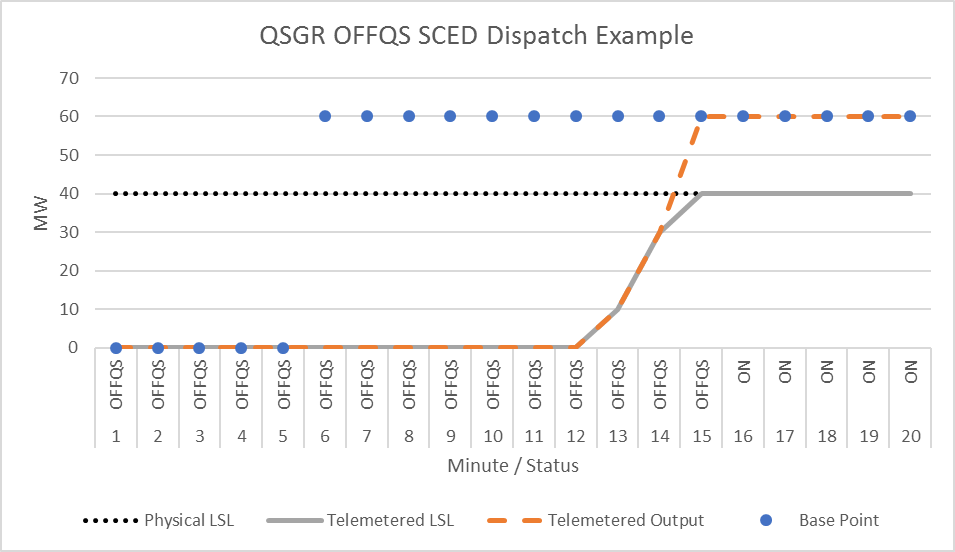 QSGR OFFQS SCED Dispatch Example
70
60
50
40
30
20
10
0
MW
OFFQS OFFQS OFFQS OFFQS OFFQS OFFQS OFFQS OFFQS OFFQS OFFQS OFFQS OFFQS OFFQS OFFQS OFFQS ON ON ON ON ON
1 2 3 4 5 6 7 8 9 10 11 12 13 14 15 16 17 18 19 20
Minute / Status
Physical LSL Telemetered LSL Telemetered Output Base Point